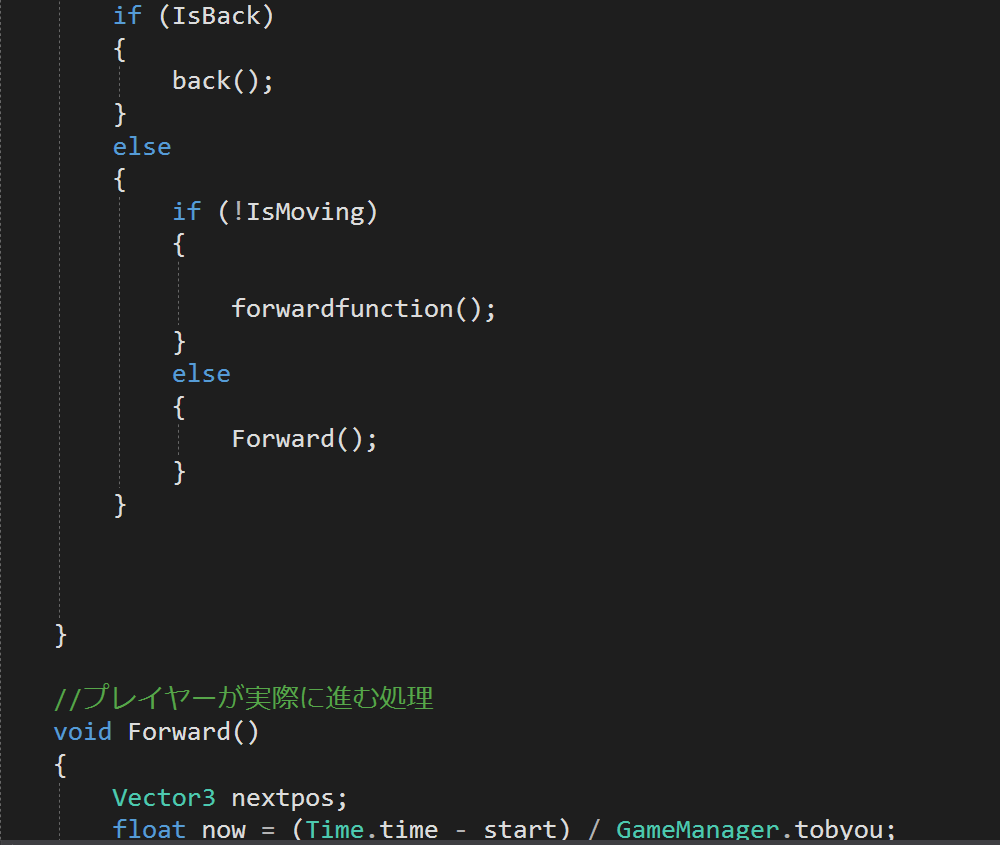 if (IsBack)
{
back();
}
else
{
if (!IsMoving)
{
forwardfunction();
}
else
{
Forward();
}
}
}
//プレイヤーが実際に進む処理
void Forward()
{
Vector3 nextpos;
float now = (Time.time - start) / GameManager.tobyou;